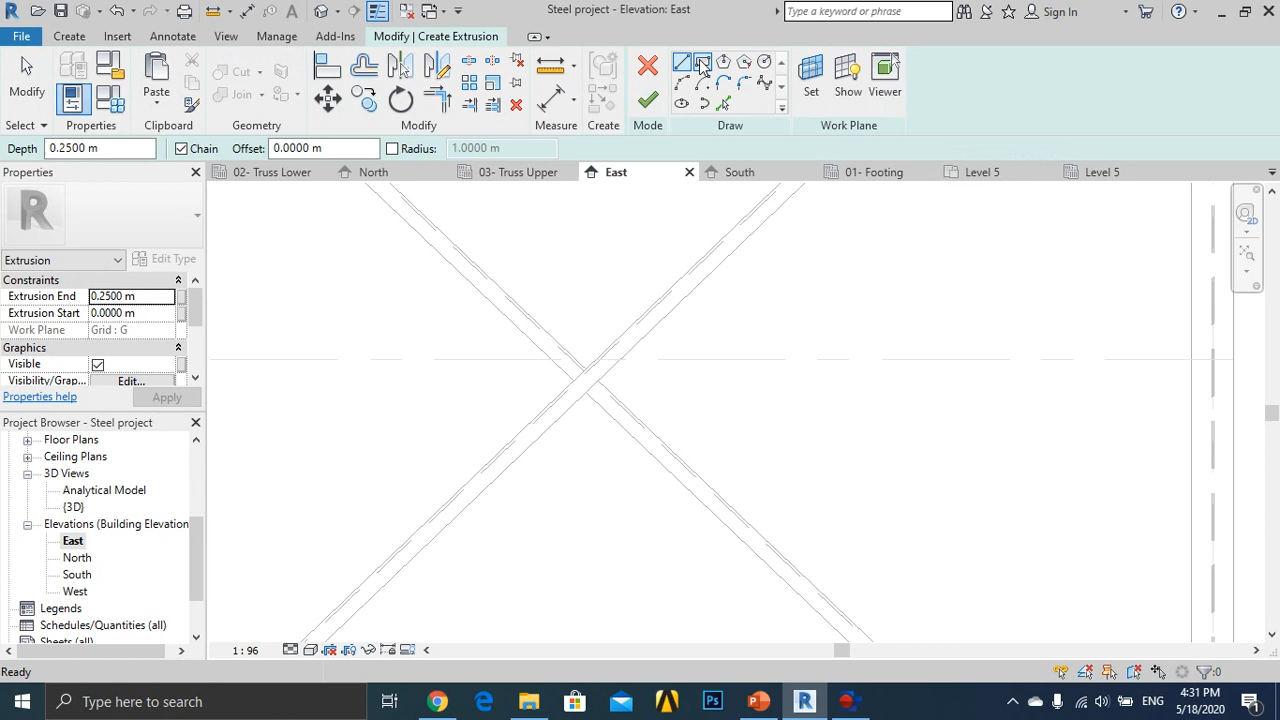 Steel project - Elevation: East
Type a keyword or phrase
Sign In
File
Create
Insert
Annotate
View
Manage
Add-Ins
Modify | Create Extrusion
Modify
Paste
Cut
Join
Set
Show
Viewer
Select
Properties
Clipboard
Geometry
Modify
Measure
Create
Mode
Draw
Work Plane
Depth
0.2500 m
Chain
Offset:
0.0000 m
Radius:
1.0000 m
Properties
02- Truss Lower
North
03- Truss Upper
East
South
01- Footing
Level 5
Level 5
R
2D
Extrusion
Edit Type
Constraints
Extrusion End
0.2500 m
Extrusion Start
0.0000 m
Work Plane
Grid : G
Graphics
Visible
Visibility/Grap...
Edit...
Properties help
Apply
Project Browser - Steel project
Floor Plans
Ceiling Plans
3D Views
Analytical Model
{3D}
Elevations (Building Elevation
East
North
South
West
Legends
Schedules/Quantities (all)
Sheets (all)
1 : 96
Ready
:0
Type here to search
Ps
R
ENG
4:31 PM
5/18/2020
1